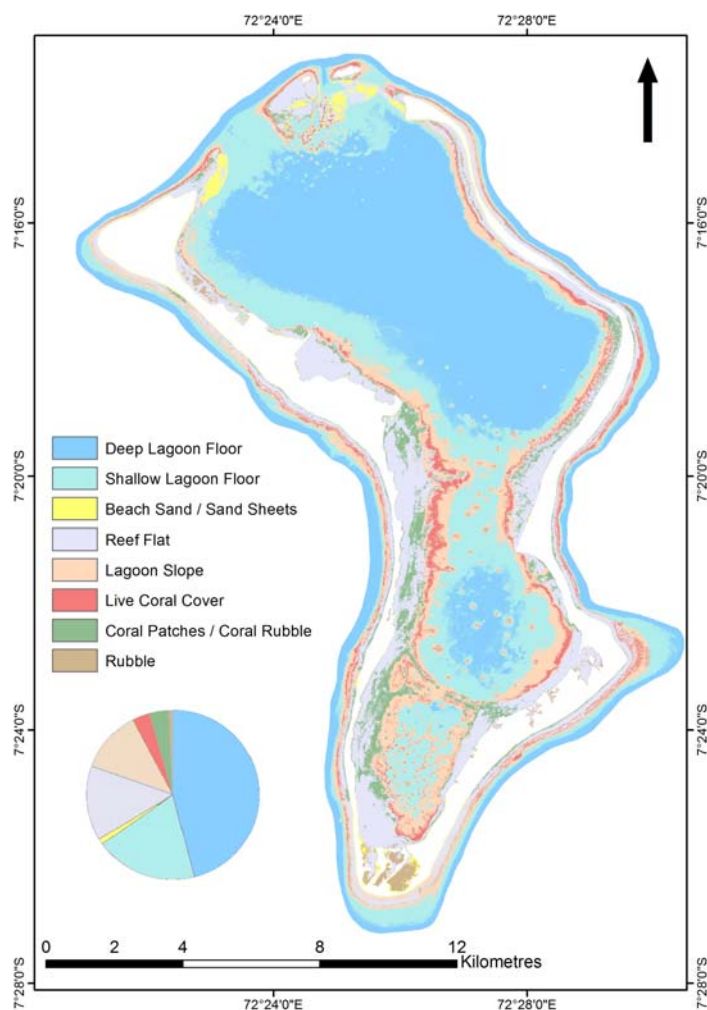 72°24'0"E
72°28'0"E
7°16'0"S
7°16'0"S
7°20'0"S
7°20'0"S
7°24'0"S
7°24'0"S
7°28'0"S
7°28'0"S
Deep Lagoon Floor
Shallow Lagoon Floor
Beach Sand / Sand Sheets
Reef Flat
Lagoon Slope
Live Coral Cover
Coral Patches / Coral Rubble
Rubble
0 2 4 8 12
Kilometres
72°24'0"E
72°28'0"E